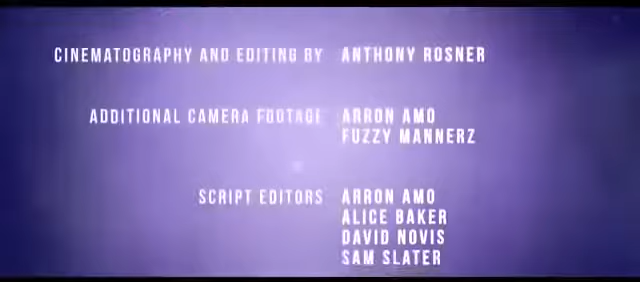 CINEMATOGRAPHY AND EDITING BY ANTHONY ROSNER
ADDITIONAL CAMERA FOOTAGE ARRON AMO
FUZZY MANNERZ
SCRIPT EDITORS ARRON AMO
ALICE BAKER
DAVID NOVIS
SAM SLATER